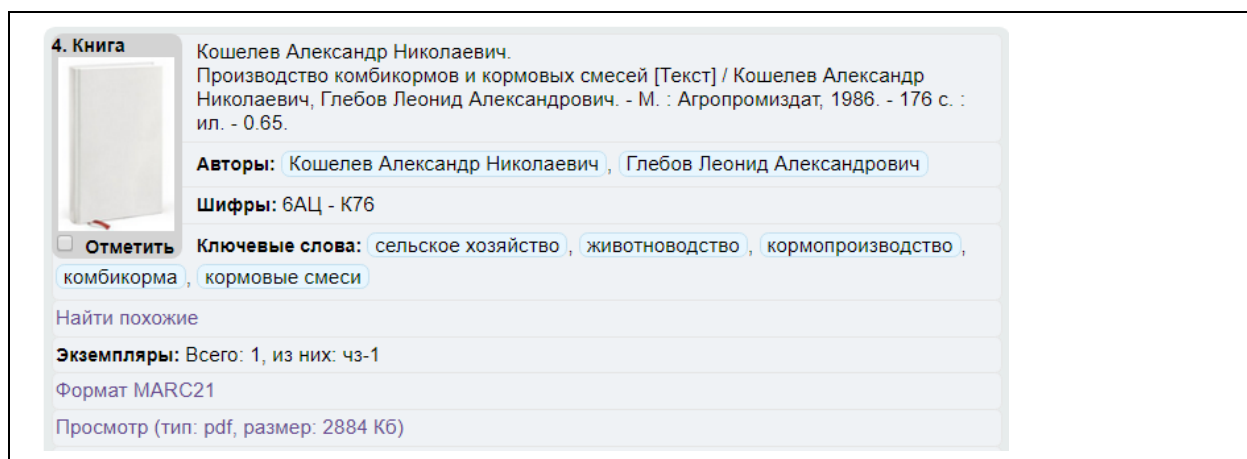 4. Книга
Кошелев Александр Николаевич.
Производство комбикормов и кормовых смесей [Текст] / Кошелев Александр
Николаевич, Глебов Леонид Александрович. - М. : Агропромиздат, 1986. - 176 с. :
ил. - 0.65.
Авторы: Кошелев Александр Николаевич, Глебов Леонид Александрович
Шифры: 6АЦ - К76
Отметить
Ключевые слова: сельское хозяйство, животноводство, кормопроизводство,
комбикорма, кормовые смеси
Найти похожие
Экземпляры: Всего: 1, из них: чз-1
Формат MARC21
Просмотр (тип: pdf, размер: 2884 Кб)